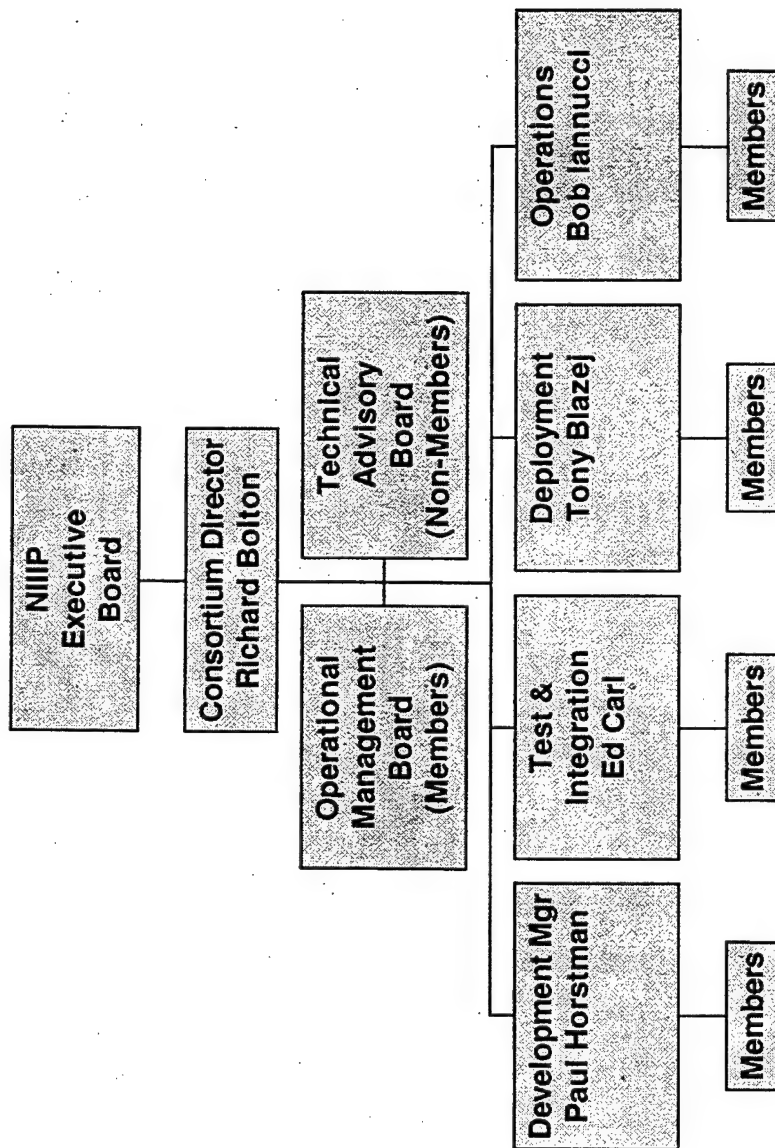 NIIIP
Executive
Board
Consortium Director
Richard Bolton
Operational
Management
Board
(Members)
Technical
Advisory
Board
(Non-Members)
Development Mgr
Paul Horstman
Test &
Integration
Ed Carl
Deployment
Tony Blazej
Operations
Bob Iannucci
Members
Members
Members
Members